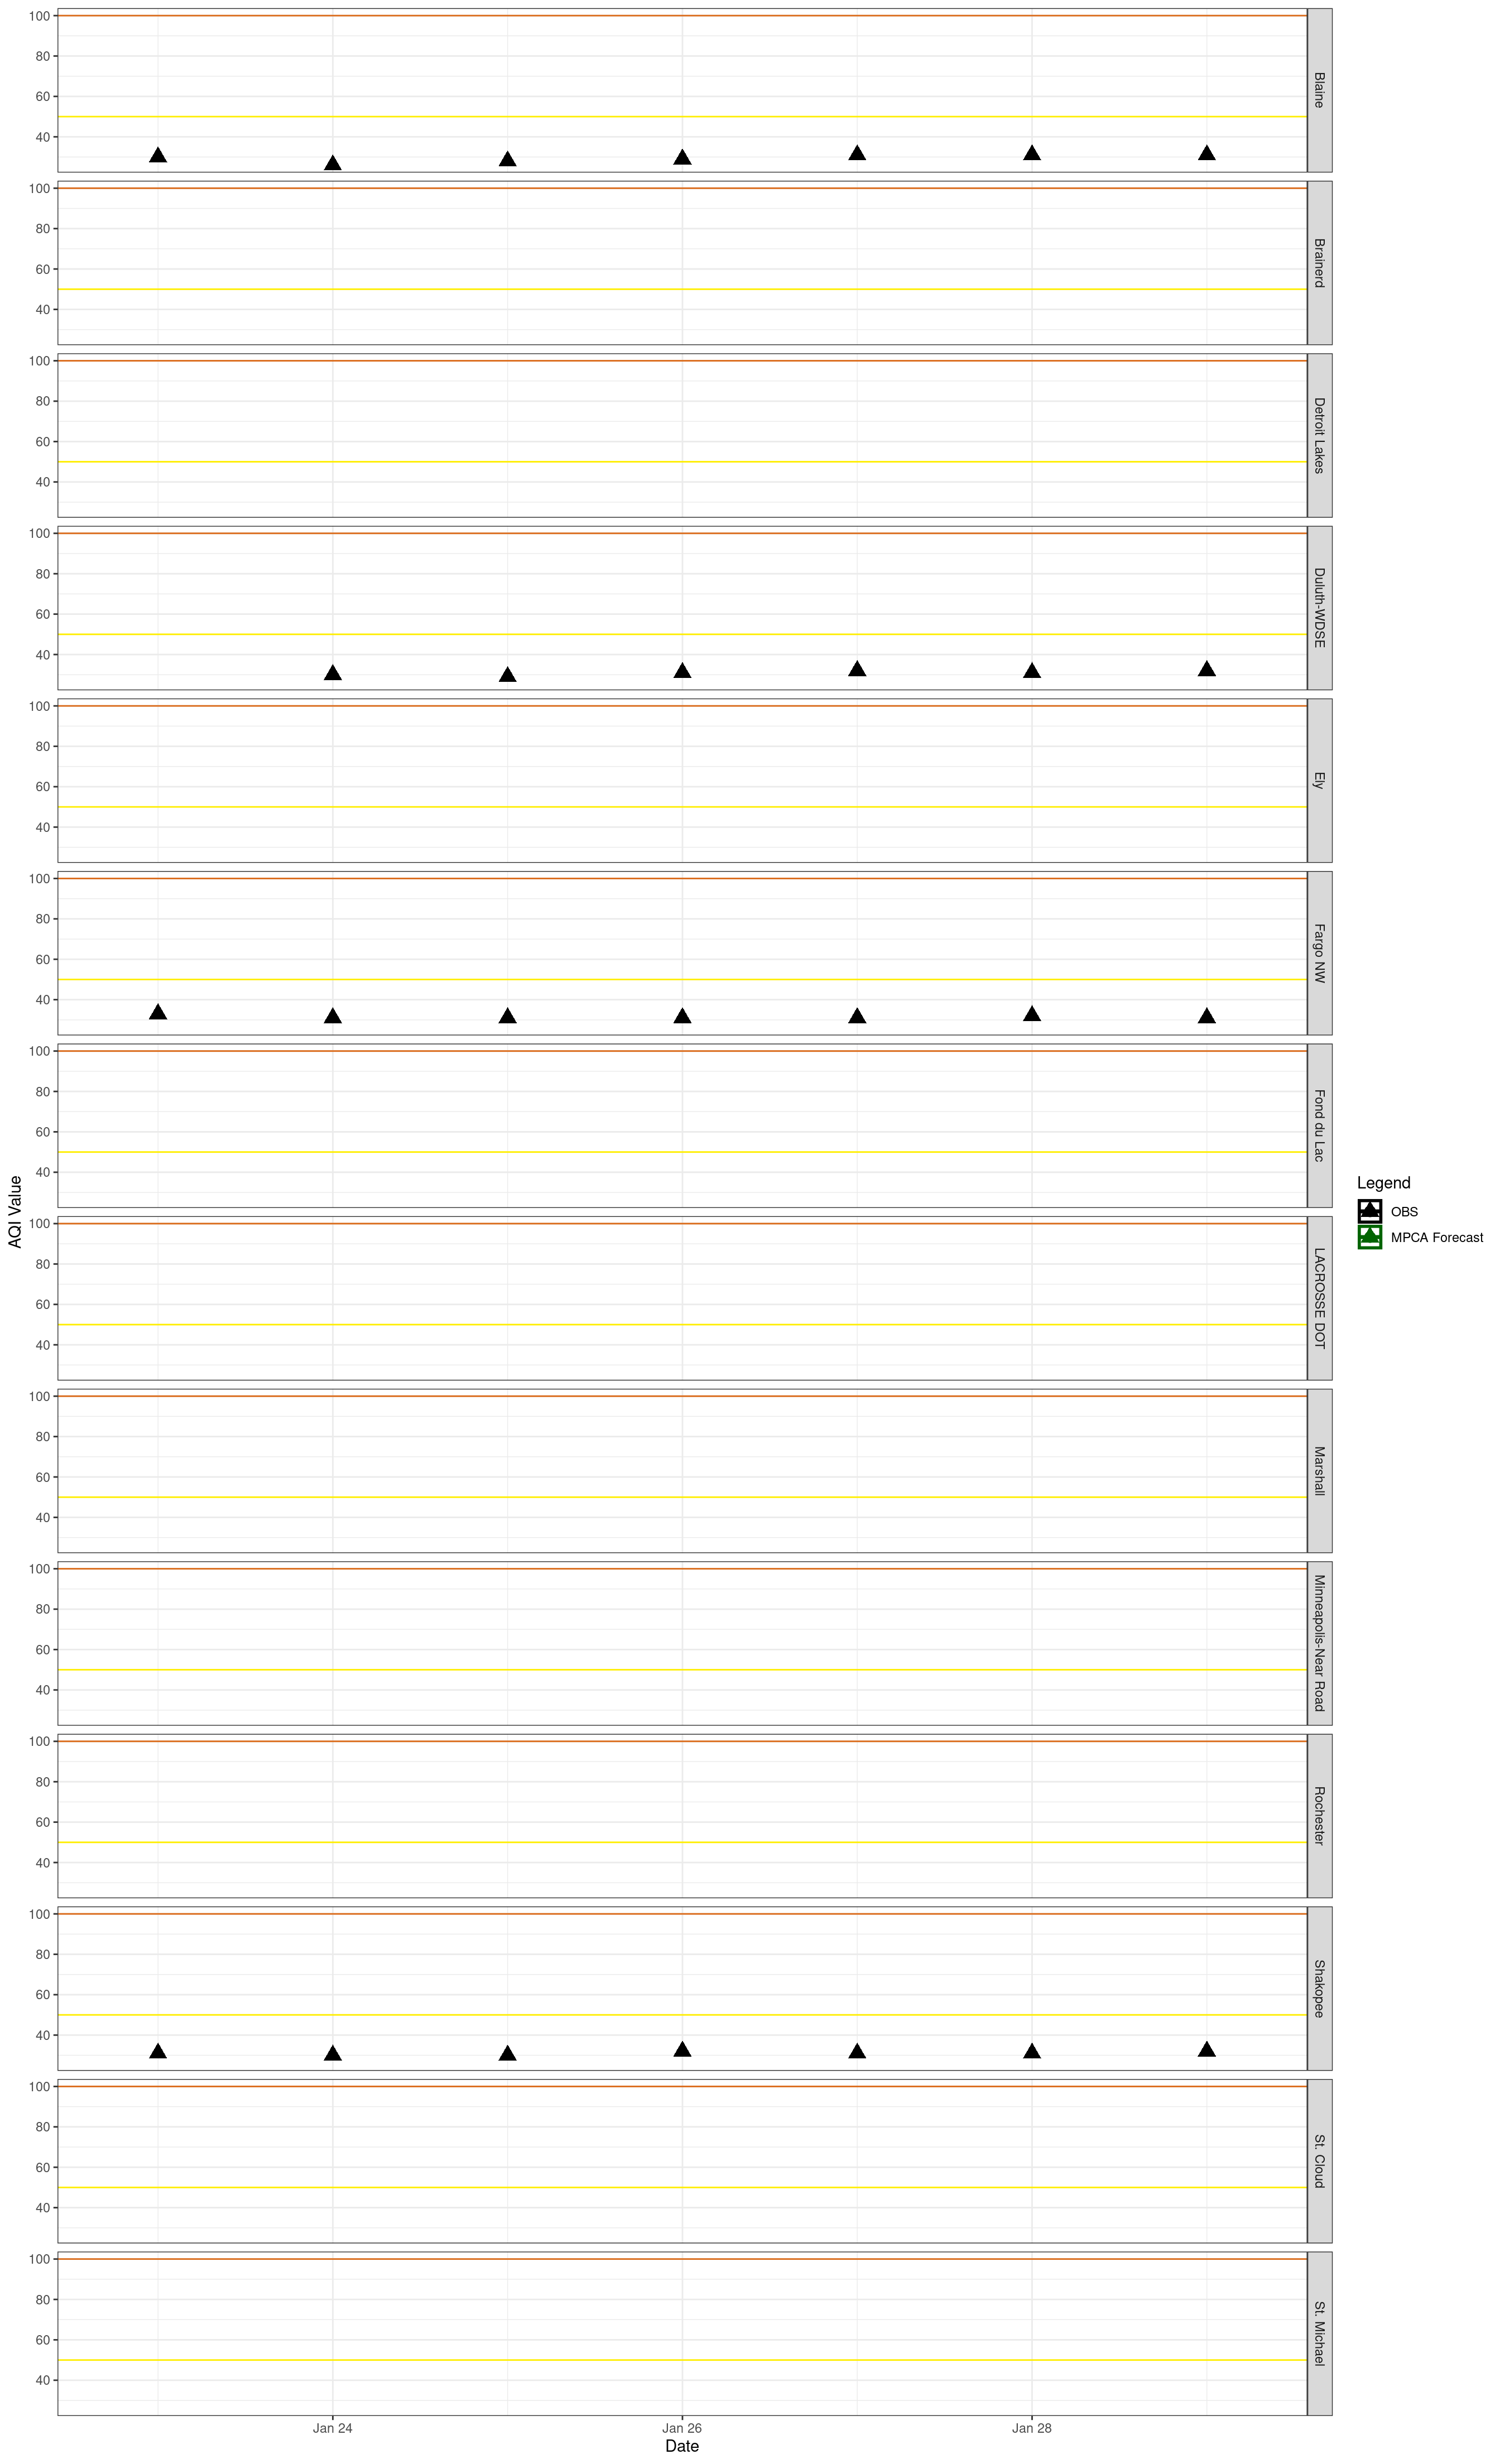 100
80
60
40
Blaine
100
80
60
40
Brainerd
100
80
60
40
Detroit Lakes
100
80
60
40
Duluth-WDSE
100
80
60
40
Ely
100
80
60
40
Fargo NW
100
80
60
40
Fond du Lac
100
80
60
40
LACROSSE DOT
100
80
60
40
Marshall
100
80
60
40
Minneapolis-Near Road
100
80
60
40
Rochester
100
80
60
40
Shakopee
100
80
60
40
St. Cloud
100
80
60
40
St. Michael
Jan 24
Jan 26
Jan 28
Date
AQI Value
Legend
OBS
MPCA Forecast